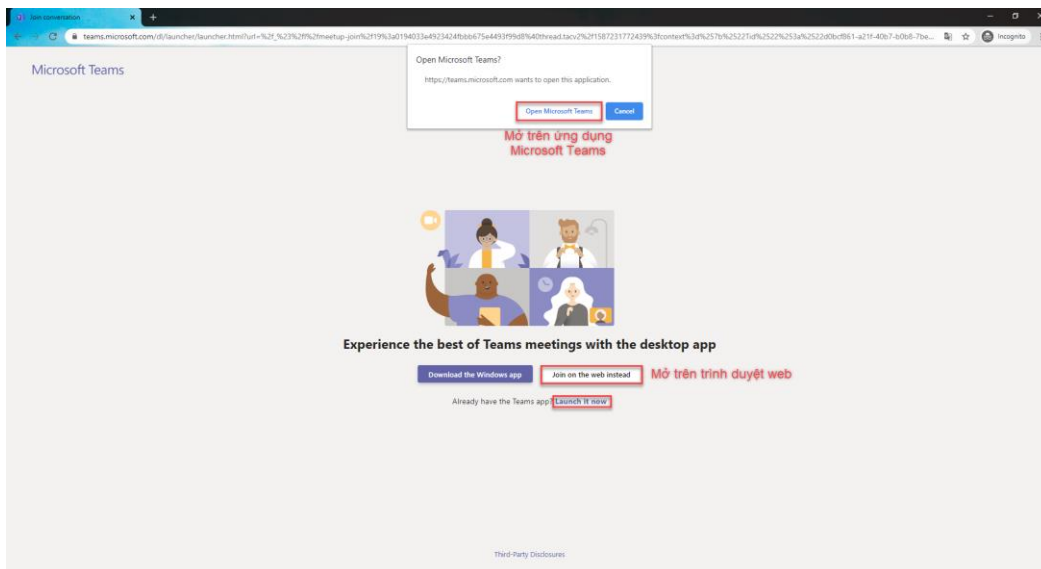 Join conversation
teams.microsoft.com/dl/launcher/launcher.html?url=%2f_%23%2fl%2fmeetup-join%2f19%3a0194033e4923424fbbb675e4493f99d8%40thread.tacv2%2f1587231772439%3fcontext%3d%257b%2522Tid%2522%253a%2522d0bcf861-a21f-40b7-b0b8-7be...
Incognito
Microsoft Teams
Open Microsoft Teams?
https://teams.microsoft.com wants to open this application.
Open Microsoft Teams
Cancel
Mở trên ứng dụng
Microsoft Teams
Experience the best of Teams meetings with the desktop app
Download the Windows app
Join on the web instead
Mở trên trình duyệt web
Already have the Teams app? Launch it now
Third-Party Disclosures